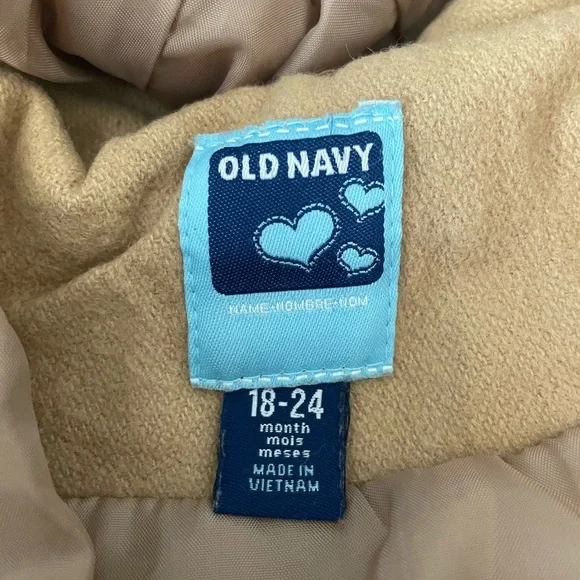 OLD NAVY
NAME-NOMBRE-NOM
18-24
month
mois
meses
MADE IN
VIETNAM